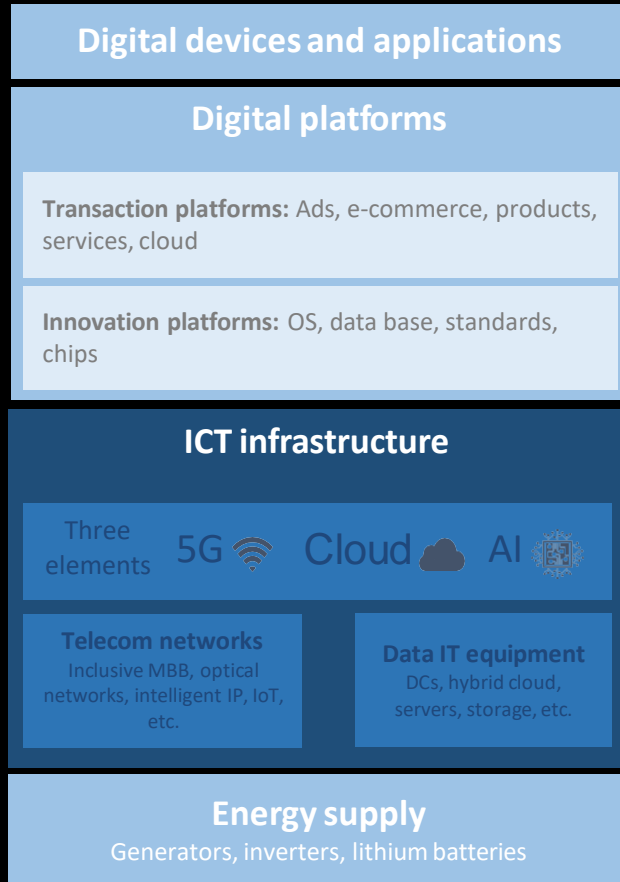 Digital devices and applications
Digital platforms
Transaction platforms: Ads, e-commerce, products,
services, cloud
Innovation platforms: OS, data base, standards,
chips
ICT infrastructure
Three
elements
5G
Cloud
AI
Telecom networks
Inclusive MBB, optical
networks, intelligent IP, IoT,
etc.
Data IT equipment
DCs, hybrid cloud,
servers, storage, etc.
Energy supply
Generators, inverters, lithium batteries